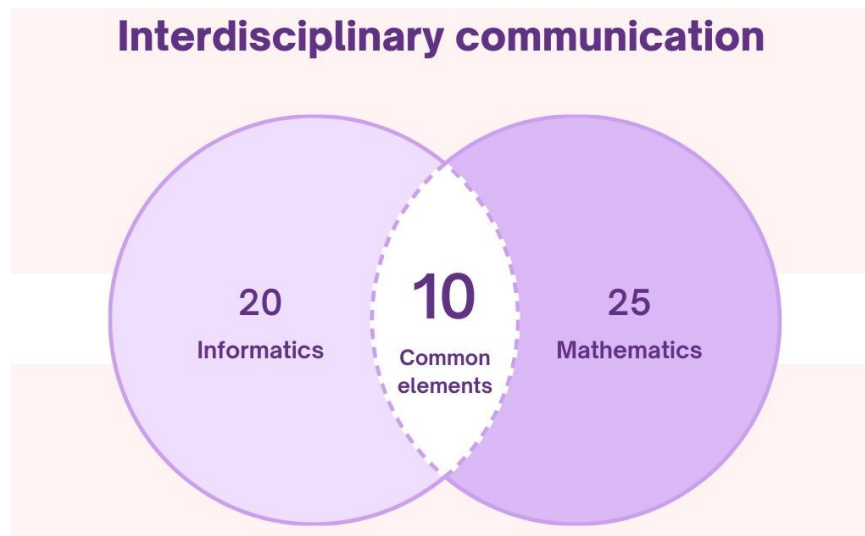 Interdisciplinary communication
20
Informatics
10
Common
elements
25
Mathematics